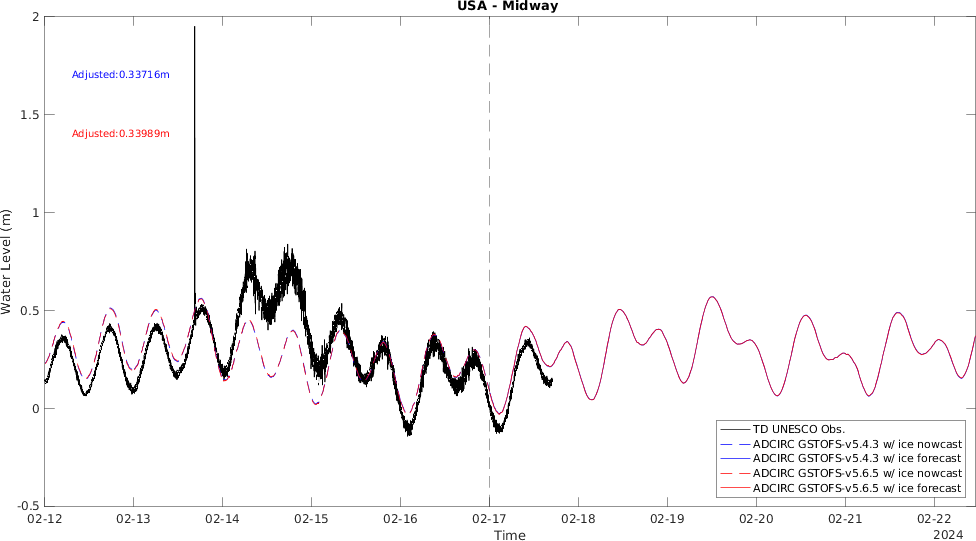 USA - Midway
2
1.5
1
0.5
0
-0.5
Water Level (m)
Adjusted:0.33716m
Adjusted:0.33989m
TD UNESCO Obs.
ADCIRC GSTOFS-v5.4.3 w/ ice nowcast
ADCIRC GSTOFS-v5.4.3 w/ ice forecast
ADCIRC GSTOFS-v5.6.5 w/ ice nowcast
ADCIRC GSTOFS-v5.6.5 w/ ice forecast
02-12 02-13 02-14 02-15 02-16 02-17 02-18 02-19 02-20 02-21 02-22
Time
2024